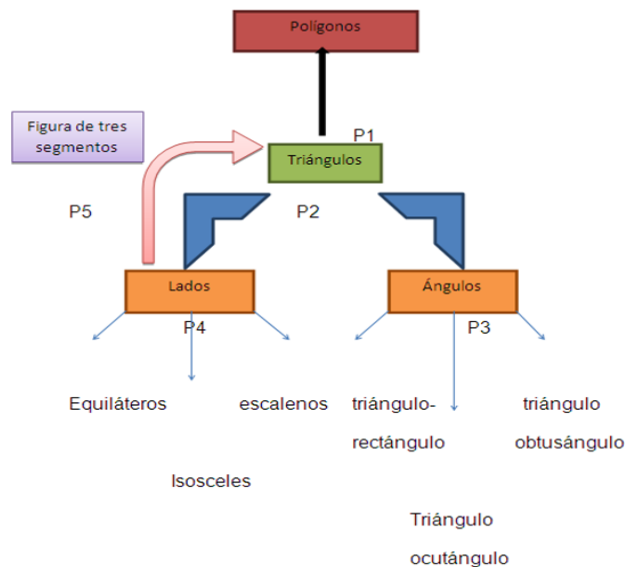 Polígonos
Figura de tres
segmentos
P1
Triángulos
P5
P2
Lados
Ángulos
P4
P3
Equiláteros
escalenos
triángulo-
rectángulo
triángulo
obtusángulo
Isosceles
Triángulo
ocutángulo